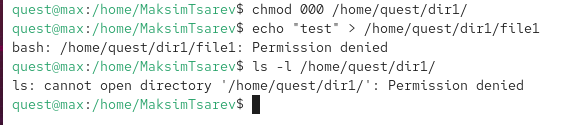 quest@max:/home/MaksimTsarev$ chmod 000 /home/quest/dir1/
quest@max:/home/MaksimTsarev$ echo "test" > /home/quest/dir1/file1
bash: /home/quest/dir1/file1: Permission denied
quest@max:/home/MaksimTsarev$ ls -l /home/quest/dir1/
ls: cannot open directory '/home/quest/dir1/': Permission denied
quest@max:/home/MaksimTsarev$